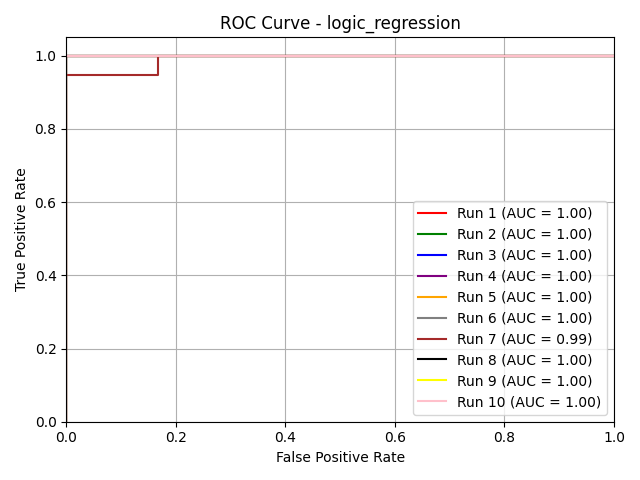 ROC Curve - logic_regression
True Positive Rate
1.0
0.8
0.6
0.4
0.2
0.0
Run 1 (AUC = 1.00)
Run 2 (AUC = 1.00)
Run 3 (AUC = 1.00)
Run 4 (AUC = 1.00)
Run 5 (AUC = 1.00)
Run 6 (AUC = 1.00)
Run 7 (AUC = 0.99)
Run 8 (AUC = 1.00)
Run 9 (AUC = 1.00)
Run 10 (AUC = 1.00)
0.0 0.2 0.4 0.6 0.8 1.0
False Positive Rate